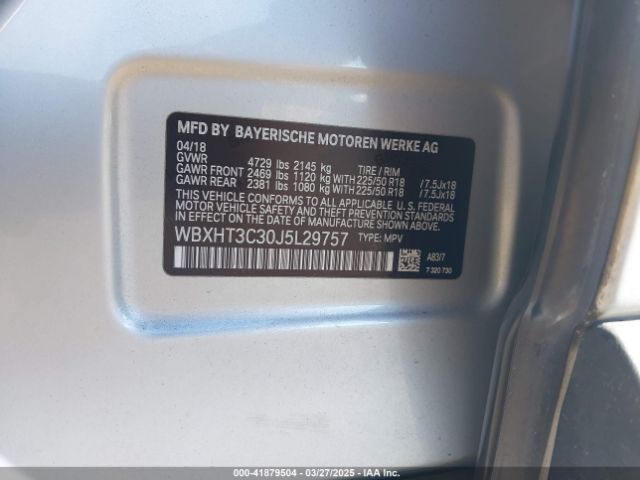 MFD BY BAYERISCHE MOTOREN WERKE AG
04/18
GVWR 4729 lbs 2145 kg TIRE / RIM
GAWR FRONT 2469 lbs 1120 kg WITH 225/50 R18 /7.5Jx18
GAWR REAR 2381 lbs 1080 kg WITH 225/50 R18 /7.5Jx18
THIS VEHICLE CONFORMS TO ALL APPLICABLE U.S. FEDERAL
MOTOR VEHICLE SAFETY STANDARDS IN EFFECT ON THE
DATE OF MANUFACTURE SHOWN ABOVE.
WBXHT3C30J5L29757 TYPE: MPV
A83/7
7 320 730
000-41879504 | 03/27/2025 | IAA Inc.